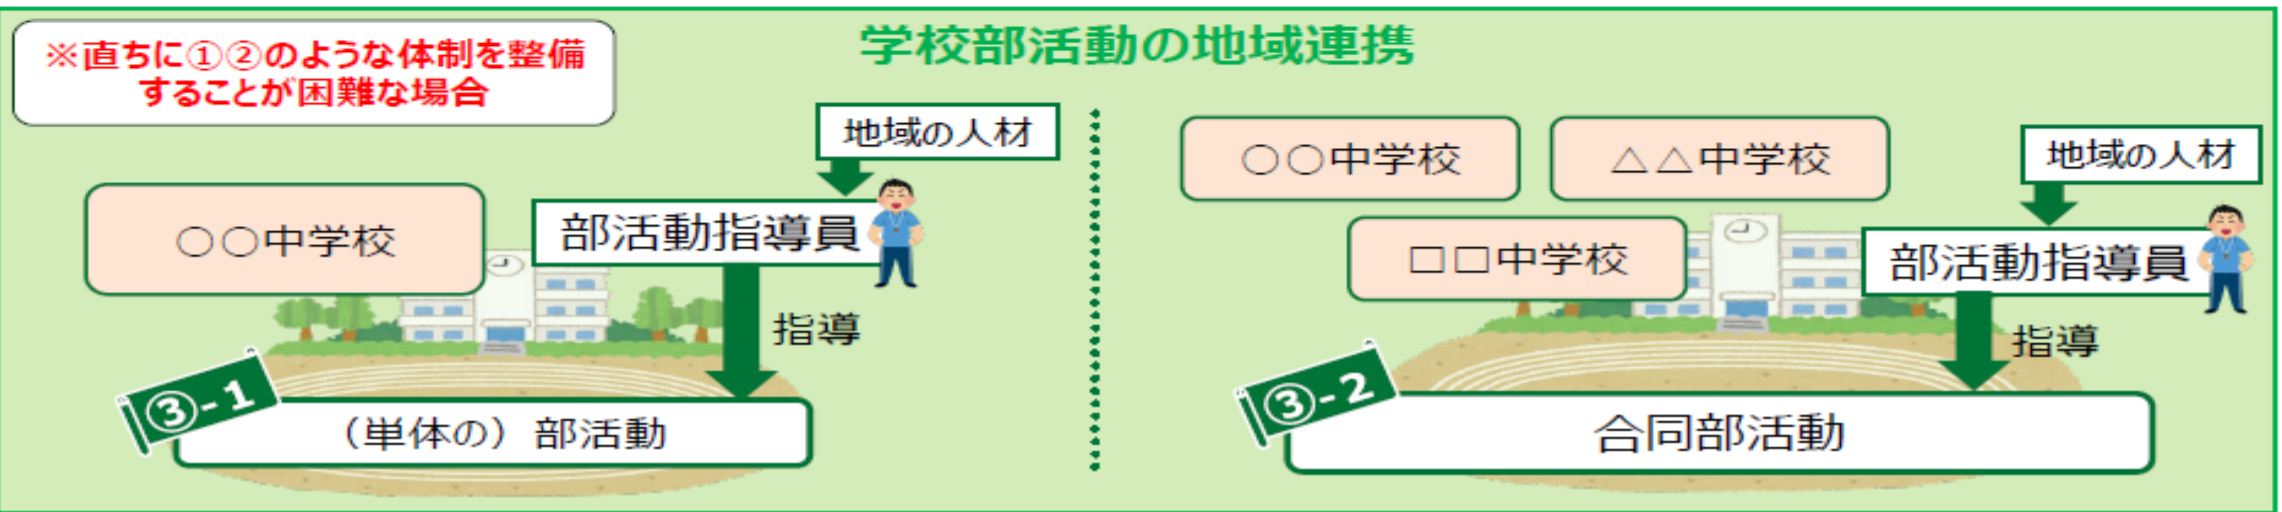 ※直ちに①②のような体制を整備
することが困難な場合
学校部活動の地域連携
地域の人材
○○中学校
部活動指導員
指導
③-1
（単体の）部活動
○○中学校
△△中学校
□□中学校
地域の人材
部活動指導員
指導
③-2
合同部活動